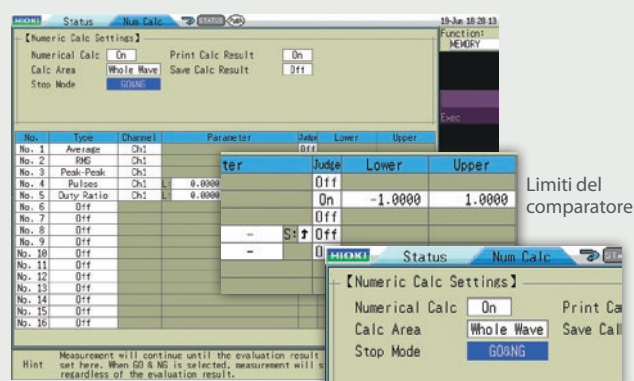 HIOKI Status Num Calc STATUS Push 19-Jun 18 28 13
Function:
MEMORY
【Numeric Calc Settings】
Numerical Calc On Print Calc Result On
Calc Area Whole Wave Save Calc Result Off
Stop Mode GO&NG
Exec
No. Type Channel Parameter Judge Lower Upper
No. 1 Average Ch1 Off
No. 2 RMS Ch1
No. 3 Peak-Peak Ch1
No. 4 Pulses Ch1 L: 0.0000
No. 5 Duty Ratio Ch1 L: 0.0000
No. 6 Off
No. 7 Off
No. 8 Off
No. 9 Off
No. 10 Off
No. 11 Off
No. 12 Off
No. 13 Off
No. 14 Off
No. 15 Off
No. 16 Off
Hint Measurement will continue until the evaluation result
set here. When GO & NG is selected, measurement will s
regardless of the evaluation result.
ter Judge Lower Upper
Off
On -1.0000 1.0000
Off
- S: ↑ Off
-
Limiti del
comparatore
HIOKI Status Num Calc
【Numeric Calc Settings】
Numerical Calc On Print Ca
Calc Area Whole Wave Save Cal
Stop Mode GO&NG